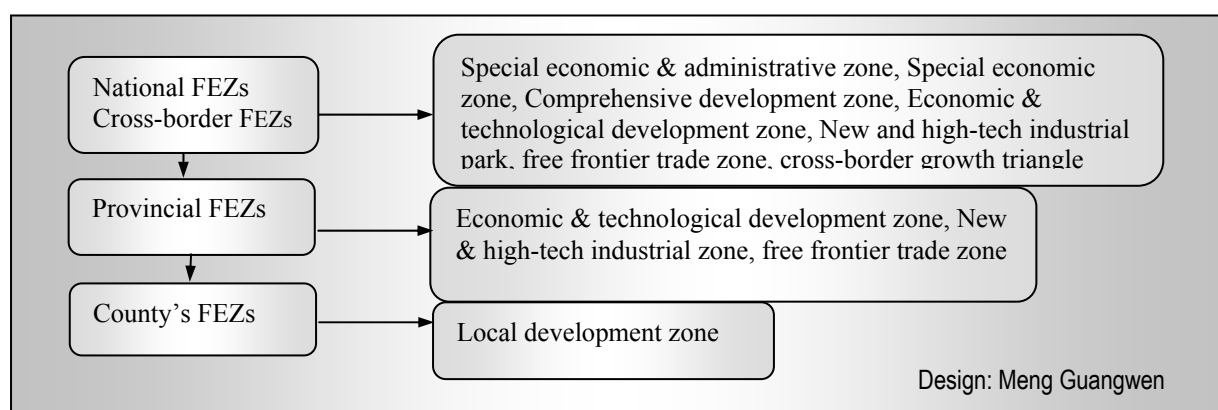 National FEZs
Cross-border FEZs
Special economic & administrative zone, Special economic
zone, Comprehensive development zone, Economic &
technological development zone, New and high-tech industrial
park, free frontier trade zone, cross-border growth triangle
Provincial FEZs
Economic & technological development zone, New
& high-tech industrial zone, free frontier trade zone
County’s FEZs
Local development zone
Design: Meng Guangwen